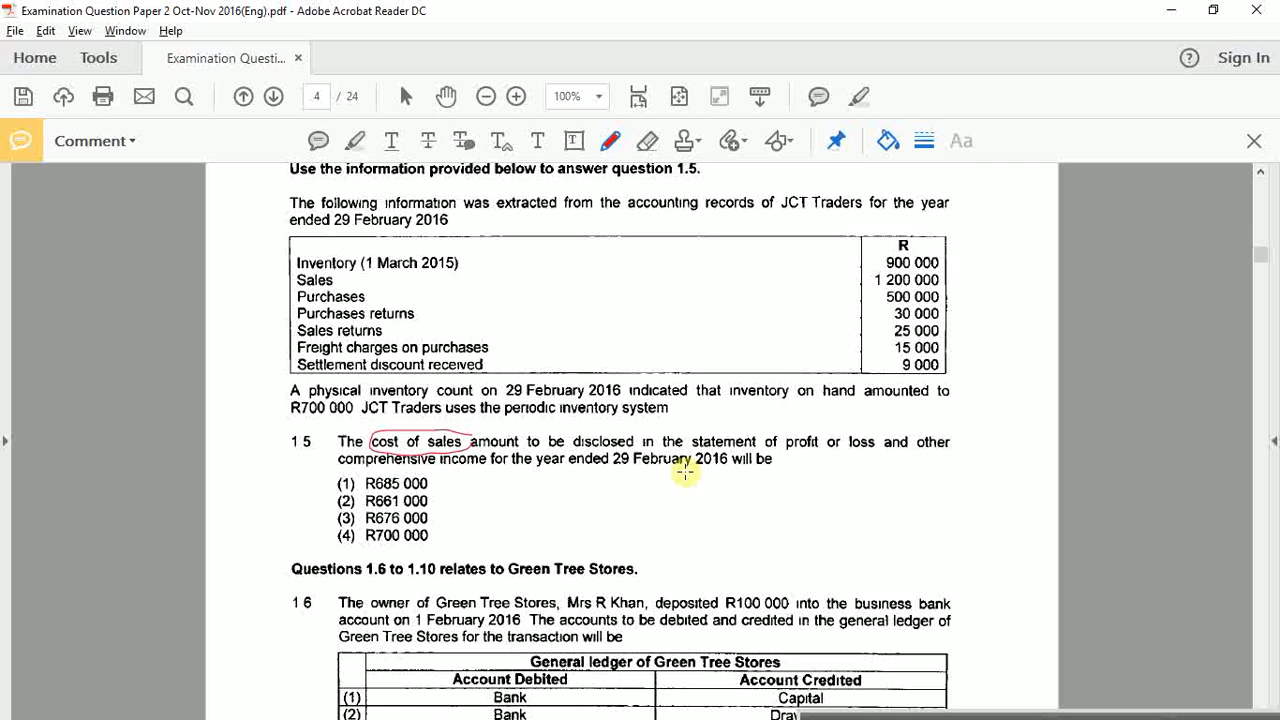 Examination Question Paper 2 Oct-Nov 2016(Eng).pdf - Adobe Acrobat Reader DC
File Edit View Window Help
Home Tools Examination Questi... × ? Sign In
4 / 24 100%
Comment T T T T T T Aa
Use the information provided below to answer question 1.5.
The following information was extracted from the accounting records of JCT Traders for the year
ended 29 February 2016
R
Inventory (1 March 2015) 900 000
Sales 1 200 000
Purchases 500 000
Purchases returns 30 000
Sales returns 25 000
Freight charges on purchases 15 000
Settlement discount received 9 000
A physical inventory count on 29 February 2016 indicated that inventory on hand amounted to
R700 000 JCT Traders uses the periodic inventory system
1 5 The cost of sales amount to be disclosed in the statement of profit or loss and other
comprehensive income for the year ended 29 February 2016 will be
(1) R685 000
(2) R661 000
(3) R676 000
(4) R700 000
Questions 1.6 to 1.10 relates to Green Tree Stores.
1 6 The owner of Green Tree Stores, Mrs R Khan, deposited R100 000 into the business bank
account on 1 February 2016 The accounts to be debited and credited in the general ledger of
Green Tree Stores for the transaction will be
General ledger of Green Tree Stores
Account Debited Account Credited
(1) Bank Capital
(2) Bank